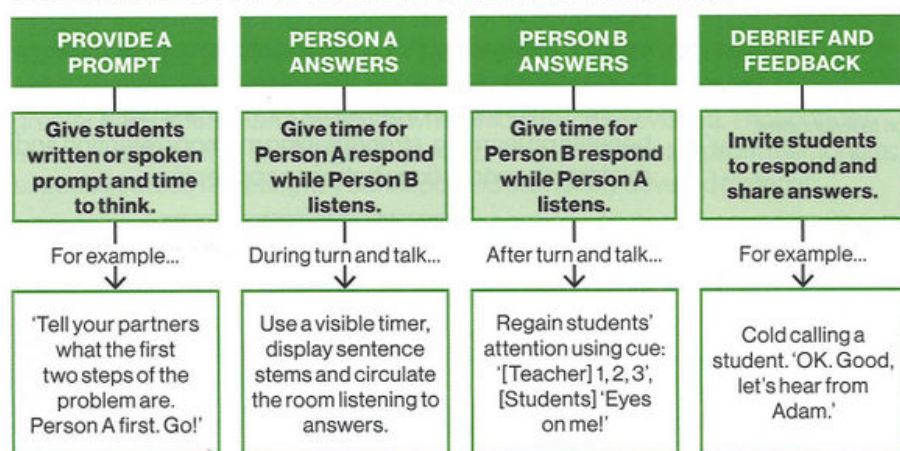 PROVIDE A
PROMPT
Give students
written or spoken
prompt and time
to think.
For example...
'Tell your partners
what the first
two steps of the
problem are.
Person A first. Go!'
PERSON A
ANSWERS
Give time for
Person A respond
while Person B
listens.
During turn and talk...
Use a visible timer,
display sentence
stems and circulate
the room listening to
answers.
PERSON B
ANSWERS
Give time for
Person B respond
while Person A
listens.
After turn and talk...
Regain students'
attention using cue:
'[Teacher] 1, 2, 3',
[Students] 'Eyes
on me!'
DEBRIEF AND
FEEDBACK
Invite students
to respond and
share answers.
For example...
Cold calling a
student. 'OK. Good,
let's hear from
Adam.'